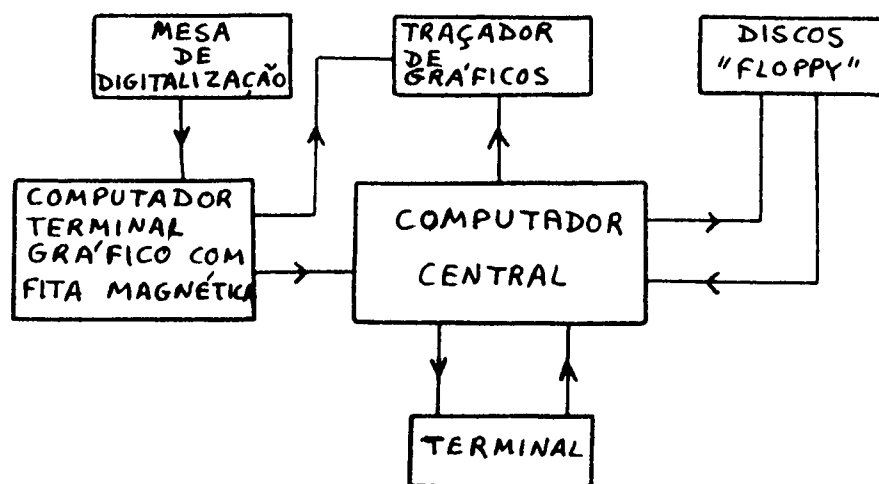 MESA
DE
DIGITALIZAÇÃO
TRAÇADOR
DE
GRÁFICOS
DISCOS
"FLOPPY"
COMPUTADOR
TERMINAL
GRÁFICO COM
FITA MAGNÉTICA
COMPUTADOR
CENTRAL
TERMINAL